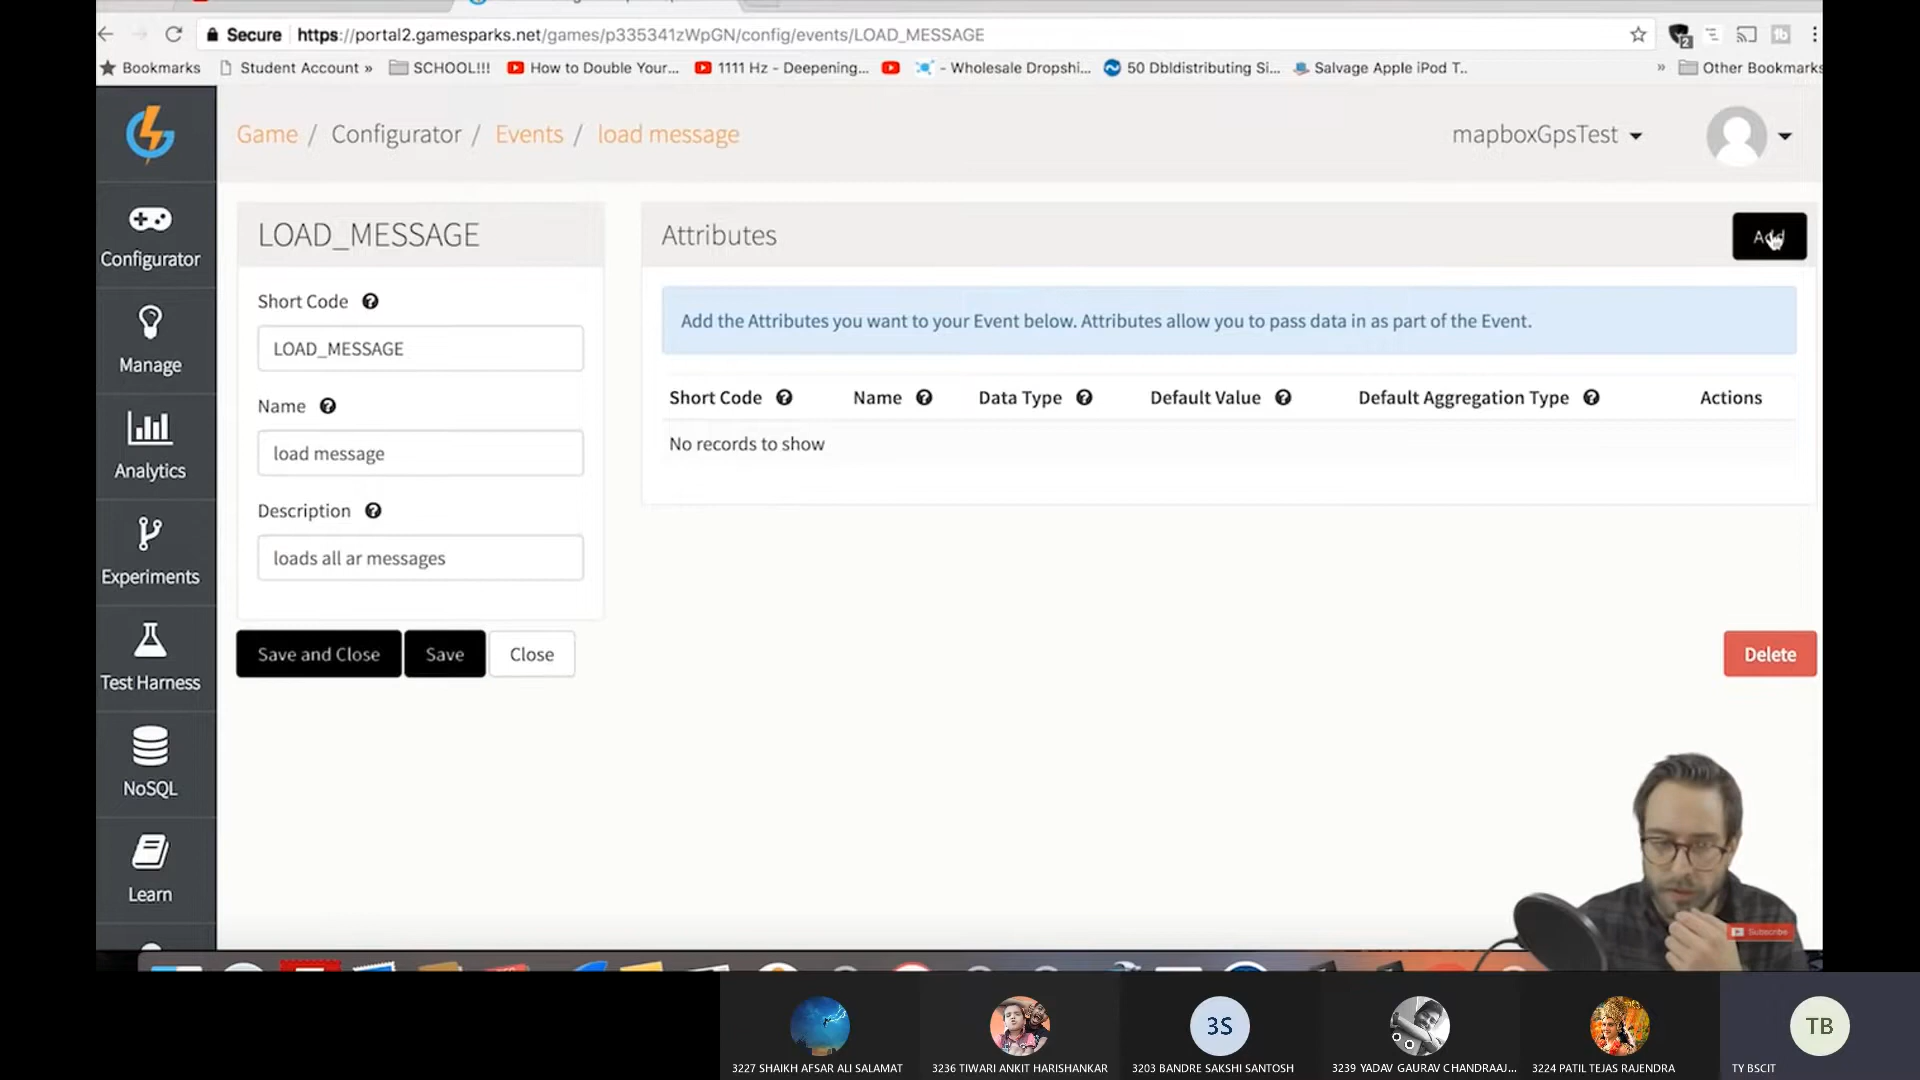 Secure https://portal2.gamesparks.net/games/p335341zWpGN/config/events/LOAD_MESSAGE
2
Bookmarks Student Account » SCHOOL!!! How to Double Your... 1111 Hz - Deepening... - Wholesale Dropshi... 50 Dbldistributing Si... Salvage Apple iPod T.. » Other Bookmarks
Game / Configurator / Events / load message
mapboxGpsTest
Configurator
Manage
Analytics
Experiments
Test Harness
NoSQL
Learn
LOAD_MESSAGE
Short Code ?
LOAD_MESSAGE
Name ?
load message
Description ?
loads all ar messages
Save and Close Save Close
Attributes
Add
Add the Attributes you want to your Event below. Attributes allow you to pass data in as part of the Event.
Short Code ? Name ? Data Type ? Default Value ? Default Aggregation Type ? Actions
No records to show
Delete
Subscribe
3S
TB
3227 SHAIKH AFSAR ALI SALAMAT
3236 TIWARI ANKIT HARISHANKAR
3203 BANDRE SAKSHI SANTOSH
3239 YADAV GAURAV CHANDRAAJ...
3224 PATIL TEJAS RAJENDRA
TY BSCIT